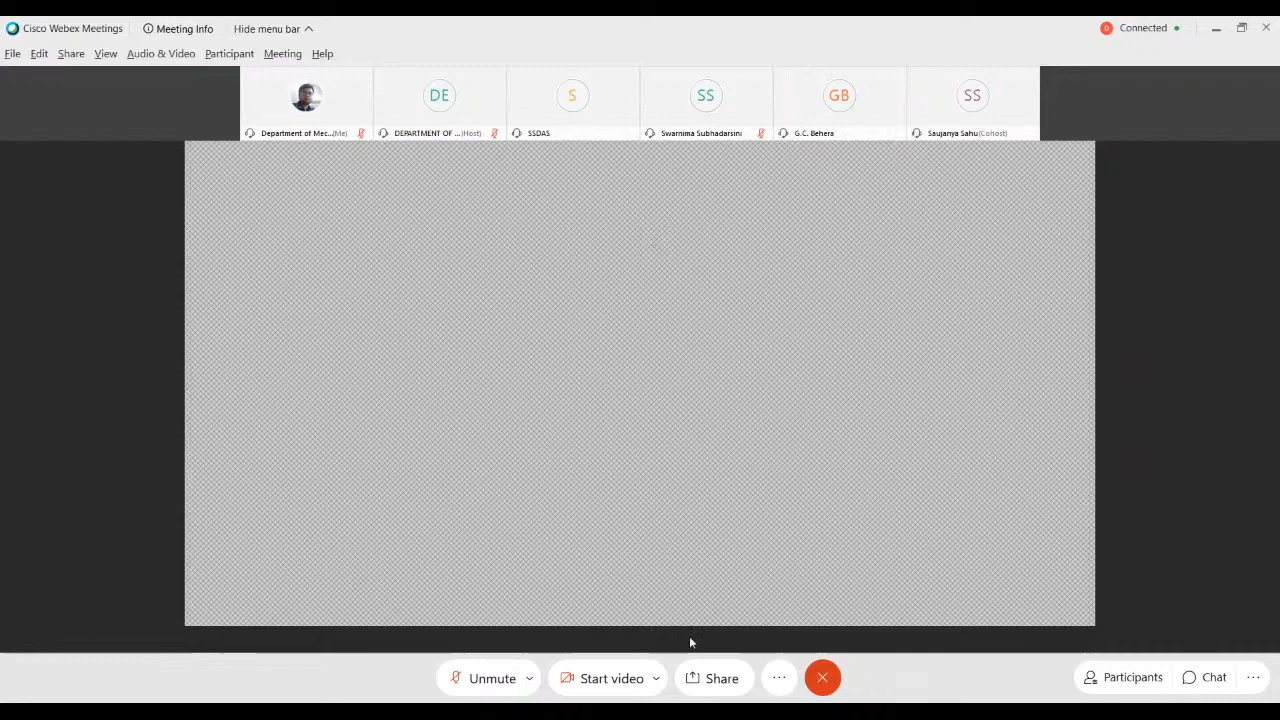 Cisco Webex Meetings Meeting Info Hide menu bar Connected
File Edit Share View Audio & Video Participant Meeting Help
DE S SS GB SS
Department of Mec...(Me) DEPARTMENT OF ...(Host) SSDAS Swarnima Subhadarsini G.C. Behera Saujanya Sahu(Cohost)
Unmute Start video Share ... Participants Chat ...